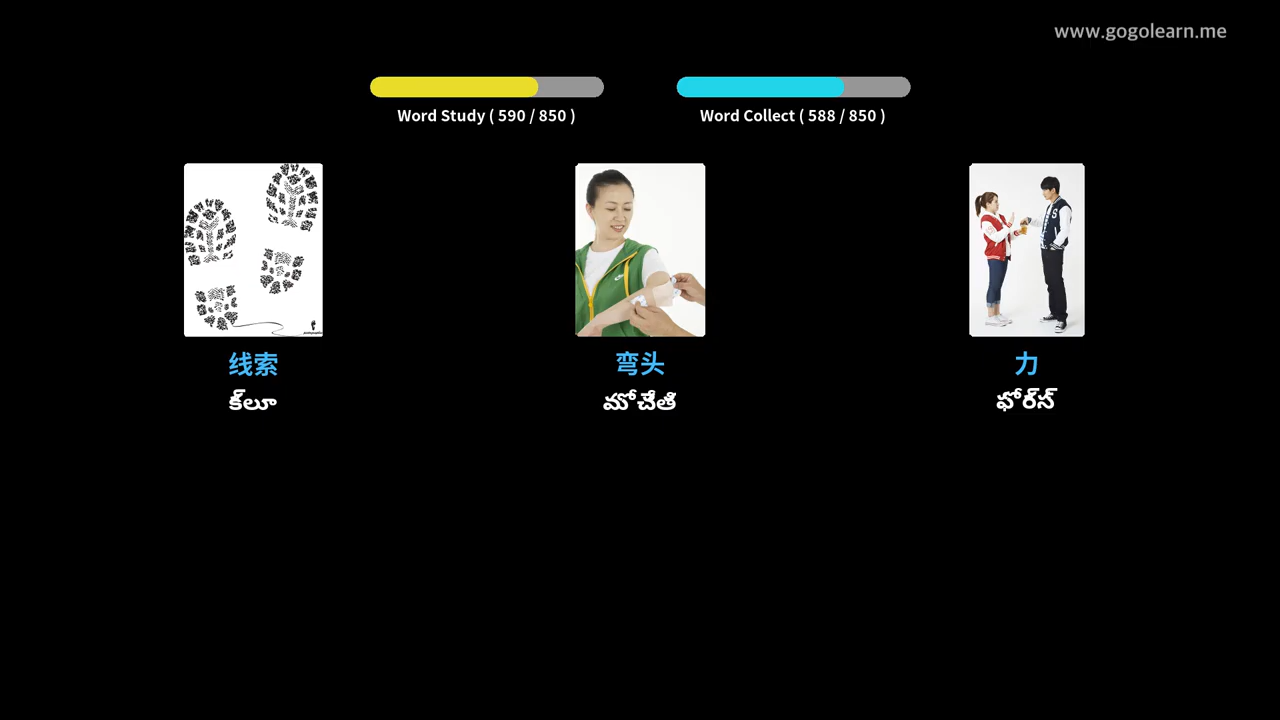 www.gogolearn.me
Word Study ( 590 / 850 )
Word Collect ( 588 / 850 )
线索
క్‌లూ
弯头
మోచేతి
力
ఫోర్‌స్